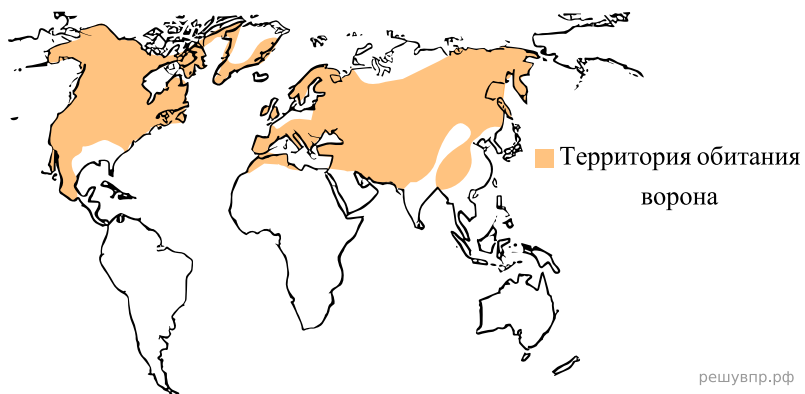 Территория обитания
ворона
решувпр.рф